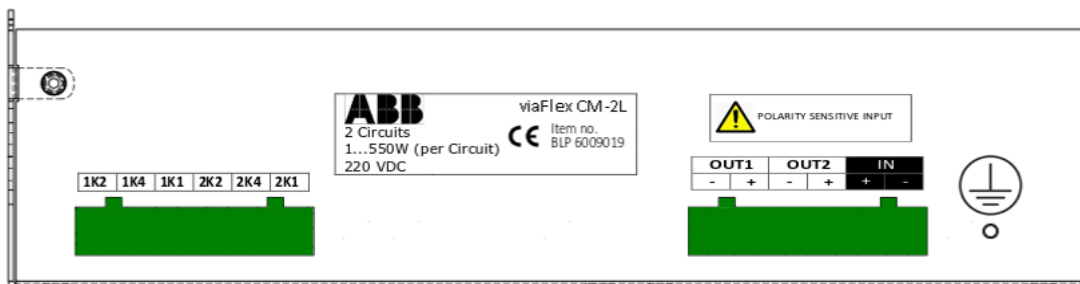 ABB
viaFlex CM-2L
2 Circuits
1...550W (per Circuit)
220 VDC
CE
Item no.
BLP 6009019
POLARITY SENSITIVE INPUT
1K2 1K4 1K1 2K2 2K4 2K1
OUT1 OUT2 IN
- + - + + -